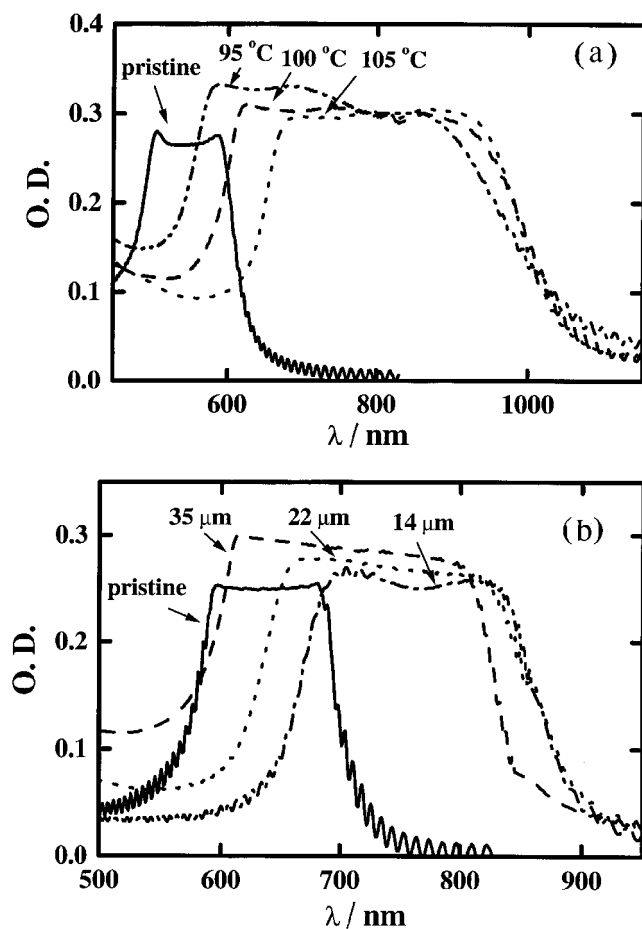 0.4
(a)
95 °C
100 °C
105 °C
pristine
0.3
0.2
0.1
0.0
O. D.
600
800
1000
λ / nm
(b)
35 μm
22 μm
14 μm
0.3
pristine
0.2
0.1
0.0
O. D.
500
600
700
800
900
λ / nm